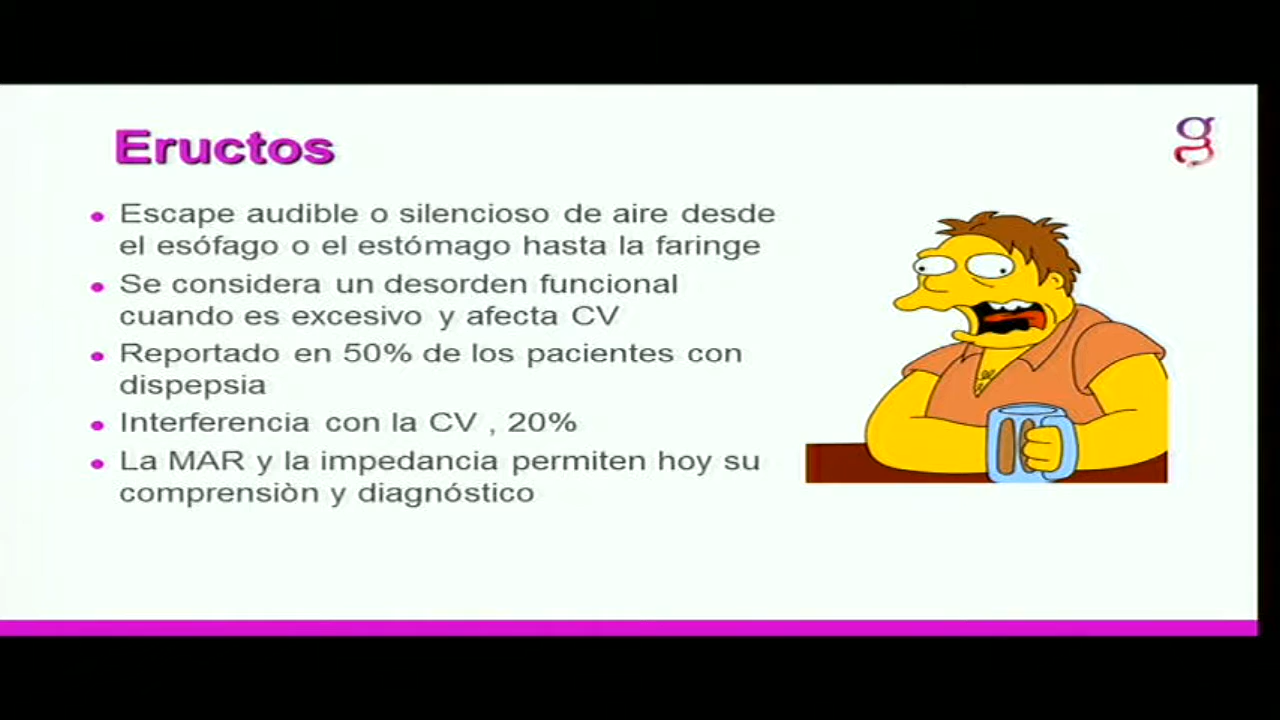 Eructos
Escape audible o silencioso de aire desde
el esófago o el estómago hasta la faringe
Se considera un desorden funcional
cuando es excesivo y afecta CV
Reportado en 50% de los pacientes con
dispepsia
Interferencia con la CV , 20%
La MAR y la impedancia permiten hoy su
comprensiòn y diagnóstico